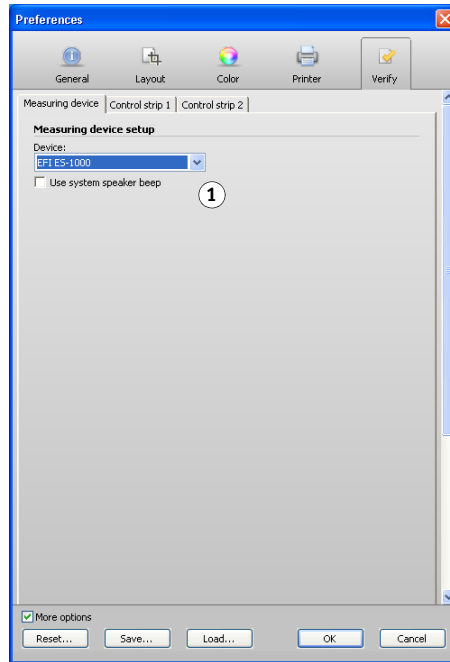 Preferences
General Layout Color Printer Verify
Measuring device Control strip 1 Control strip 2
Measuring device setup
Device:
EFI ES-1000
Use system speaker beep
1
More options
Reset... Save... Load... OK Cancel